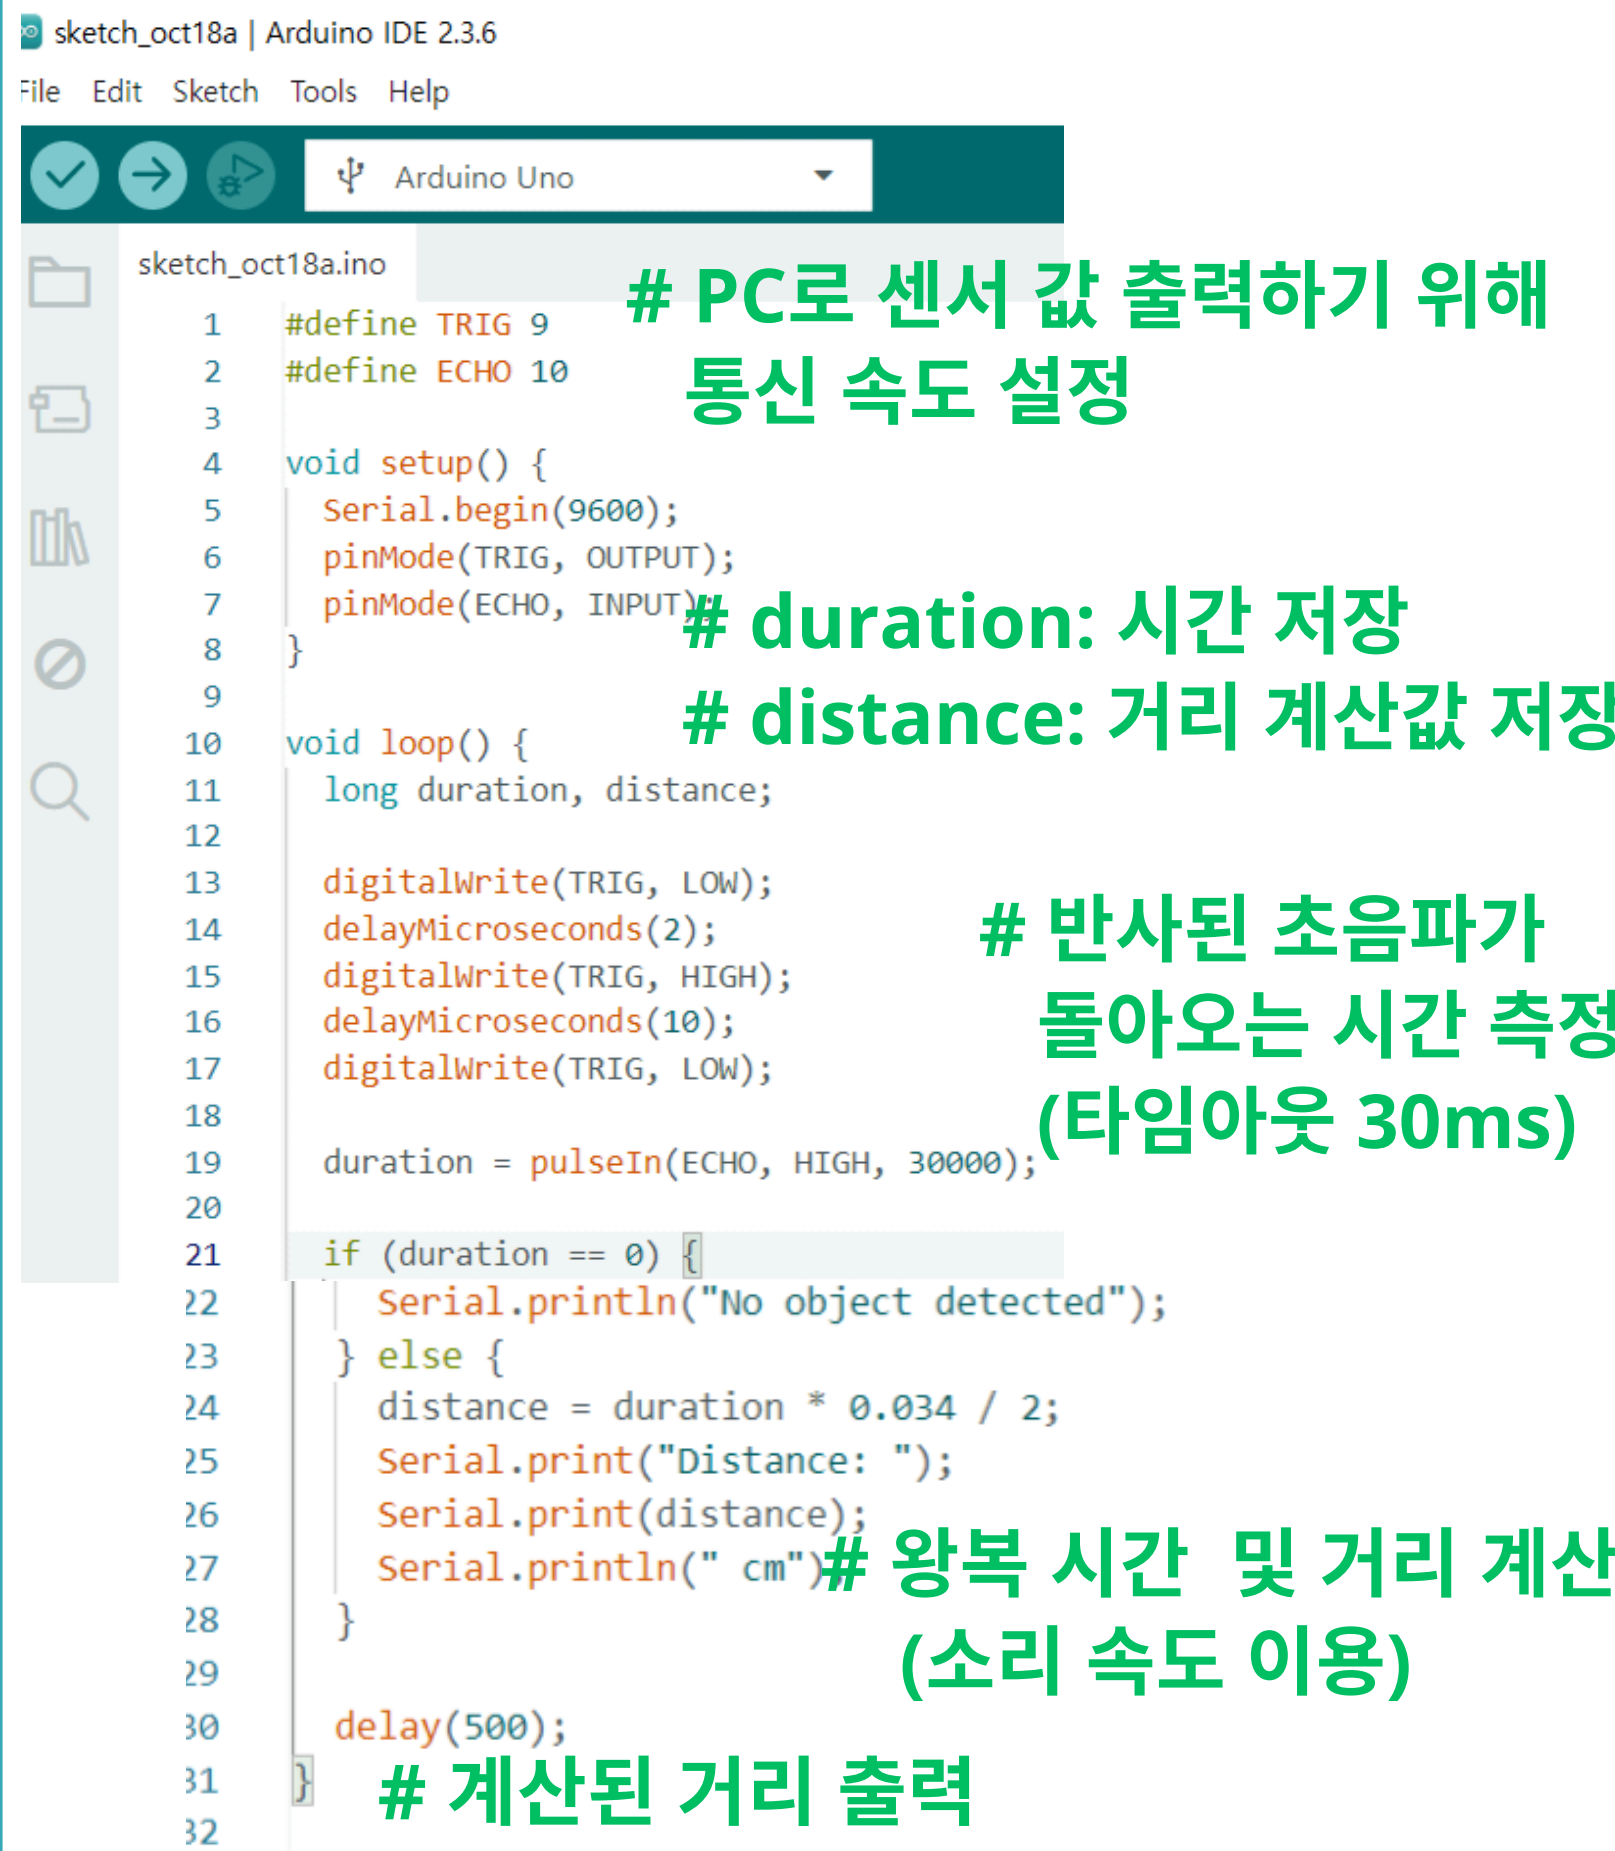 sketch_oct18a | Arduino IDE 2.3.6
File Edit Sketch Tools Help
Arduino Uno
sketch_oct18a.ino
# PC로 센서 값 출력하기 위해
통신 속도 설정
1 #define TRIG 9
2 #define ECHO 10
3
4 void setup() {
5 Serial.begin(9600);
6 pinMode(TRIG, OUTPUT);
7 pinMode(ECHO, INPUT);
# duration: 시간 저장
8 }
9
# distance: 거리 계산값 저장
10 void loop() {
11 long duration, distance;
12
13 digitalWrite(TRIG, LOW);
14 delayMicroseconds(2);
# 반사된 초음파가
돌아오는 시간 측정
(타임아웃 30ms)
15 digitalWrite(TRIG, HIGH);
16 delayMicroseconds(10);
17 digitalWrite(TRIG, LOW);
18
19 duration = pulseIn(ECHO, HIGH, 30000);
20
21 if (duration == 0) {
22 Serial.println("No object detected");
23 } else {
24 distance = duration * 0.034 / 2;
25 Serial.print("Distance: ");
26 Serial.print(distance);
27 Serial.println(" cm")
# 왕복 시간 및 거리 계산
(소리 속도 이용)
28 }
29
30 delay(500);
31 }
# 계산된 거리 출력
32